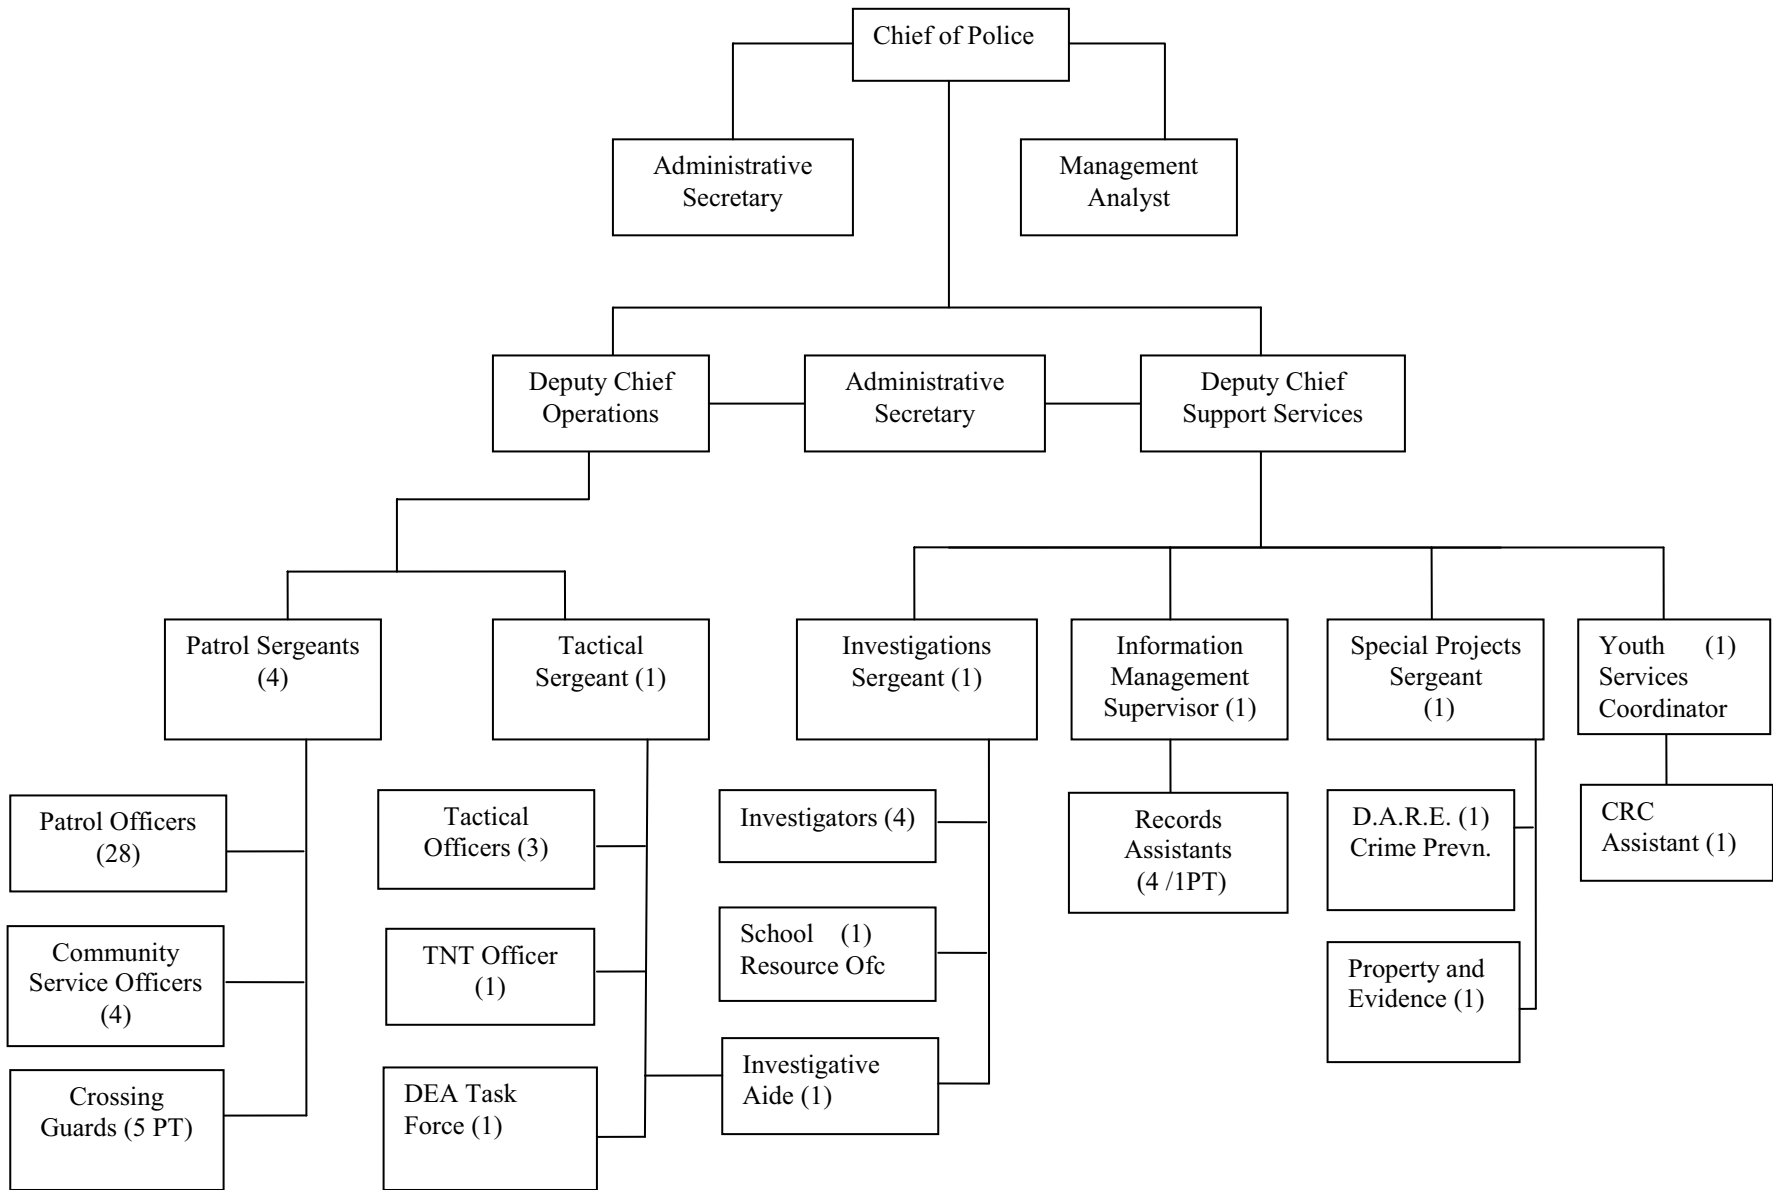 Chief of Police
Administrative
Secretary
Management
Analyst
Deputy Chief
Operations
Administrative
Secretary
Deputy Chief
Support Services
Patrol Sergeants
(4)
Tactical
Sergeant (1)
Investigations
Sergeant (1)
Information
Management
Supervisor (1)
Special Projects
Sergeant
(1)
Youth (1)
Services
Coordinator
Patrol Officers
(28)
Tactical
Officers (3)
Investigators (4)
Records
Assistants
(4 /1PT)
D.A.R.E. (1)
Crime Prevn.
CRC
Assistant (1)
Community
Service Officers
(4)
TNT Officer
(1)
School (1)
Resource Ofc
Property and
Evidence (1)
Crossing
Guards (5 PT)
DEA Task
Force (1)
Investigative
Aide (1)